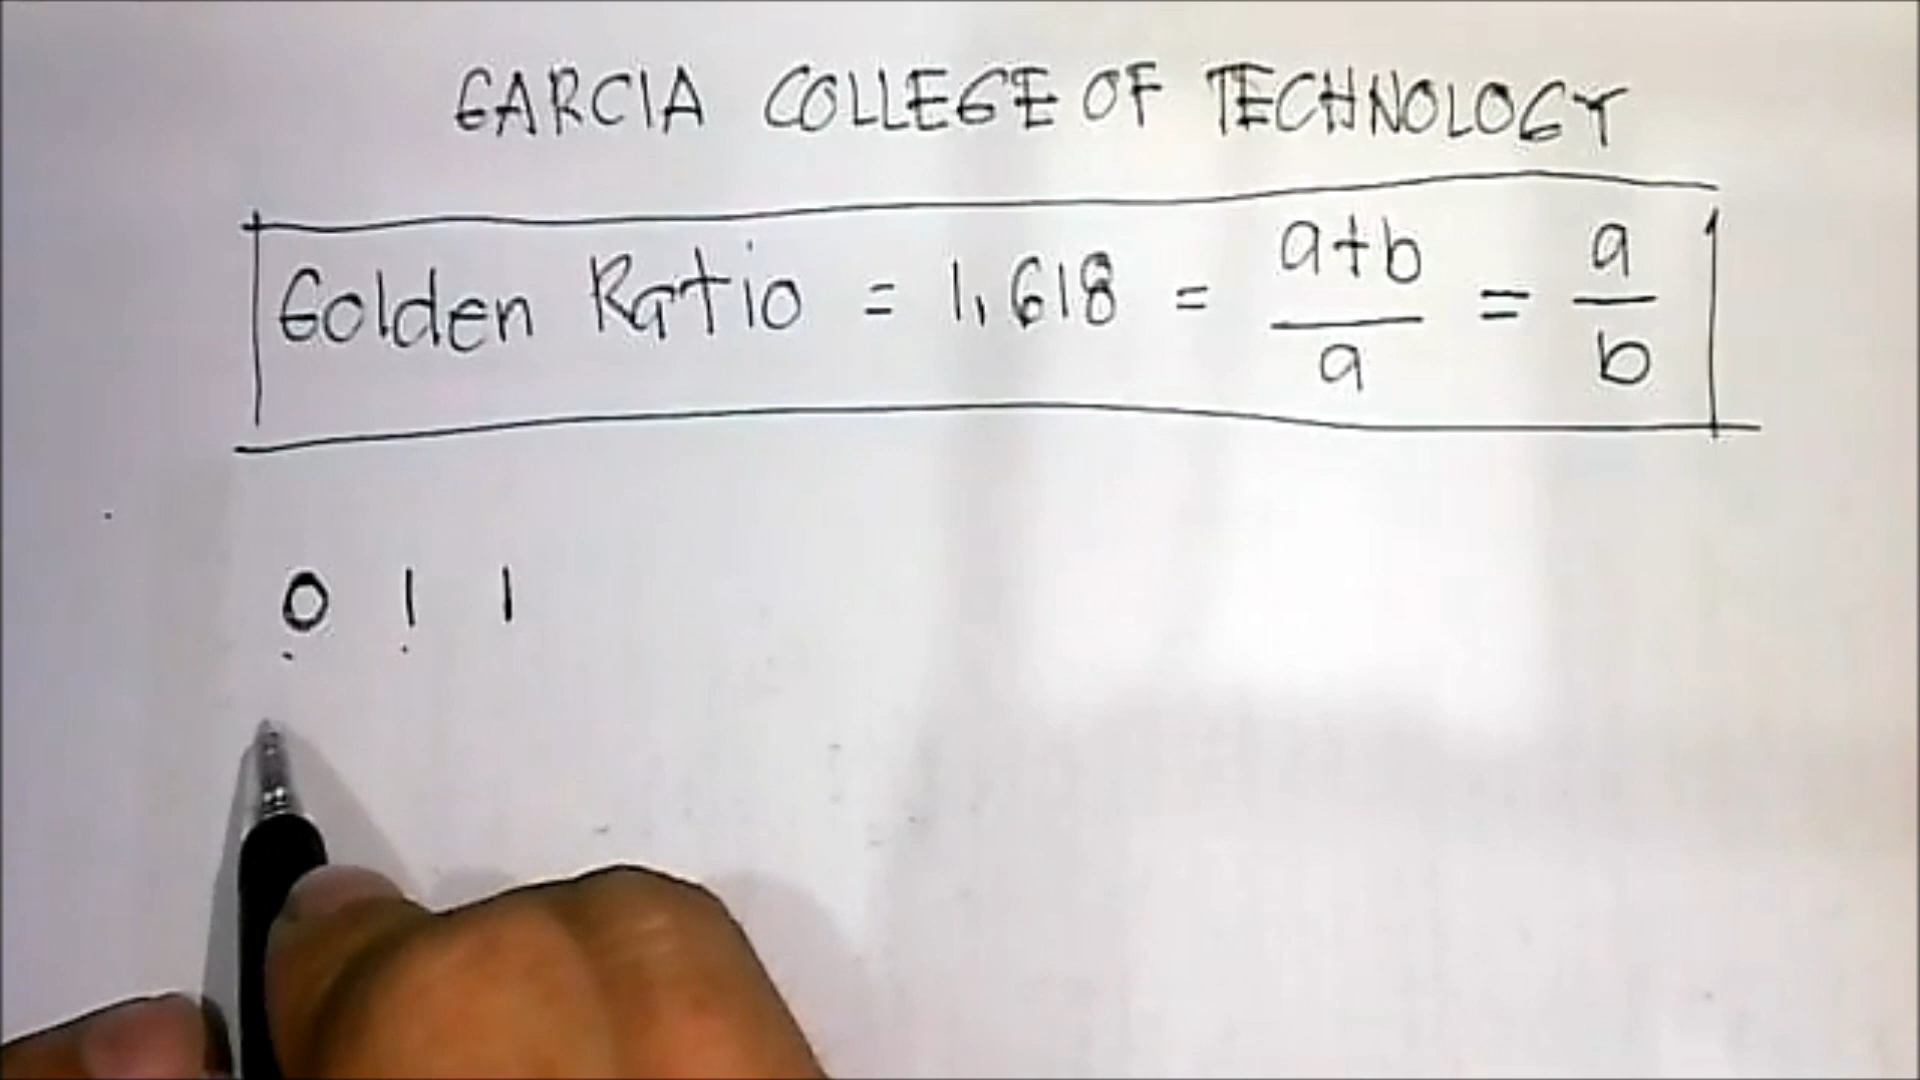 GARCIA COLLEGE OF TECHNOLOGY
Golden Ratio = 1.618 = a+b/a = a/b
0 1 1